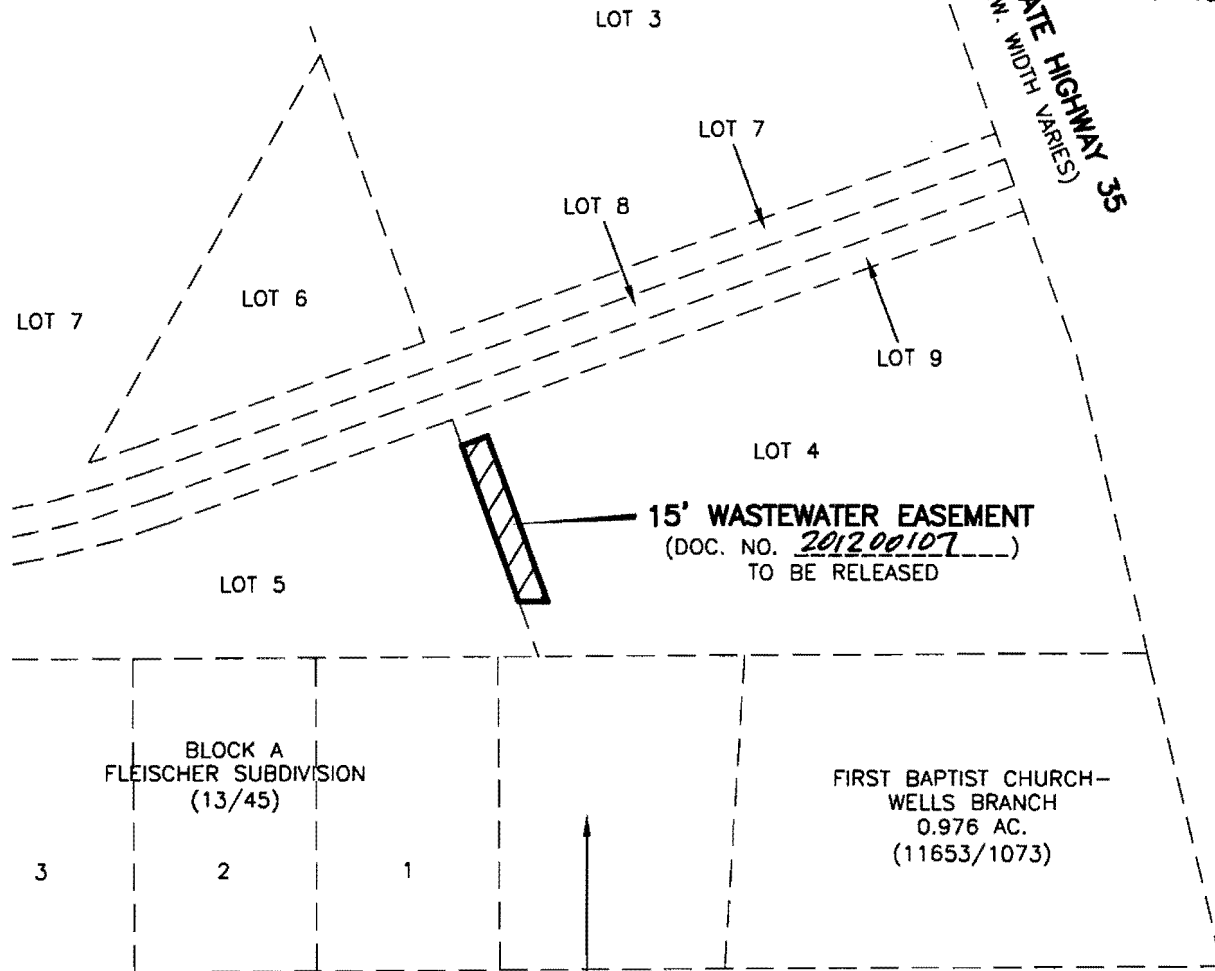 LOT 3
ATE HIGHWAY 35
W. WIDTH VARIES)
LOT 7
LOT 8
LOT 6
LOT 7
LOT 9
LOT 4
15' WASTEWATER EASEMENT
(DOC. NO. 201200107)
TO BE RELEASED
LOT 5
BLOCK A
FLEISCHER SUBDIVISION
(13/45)
FIRST BAPTIST CHURCH-
WELLS BRANCH
0.976 AC.
(11653/1073)
3
2
1